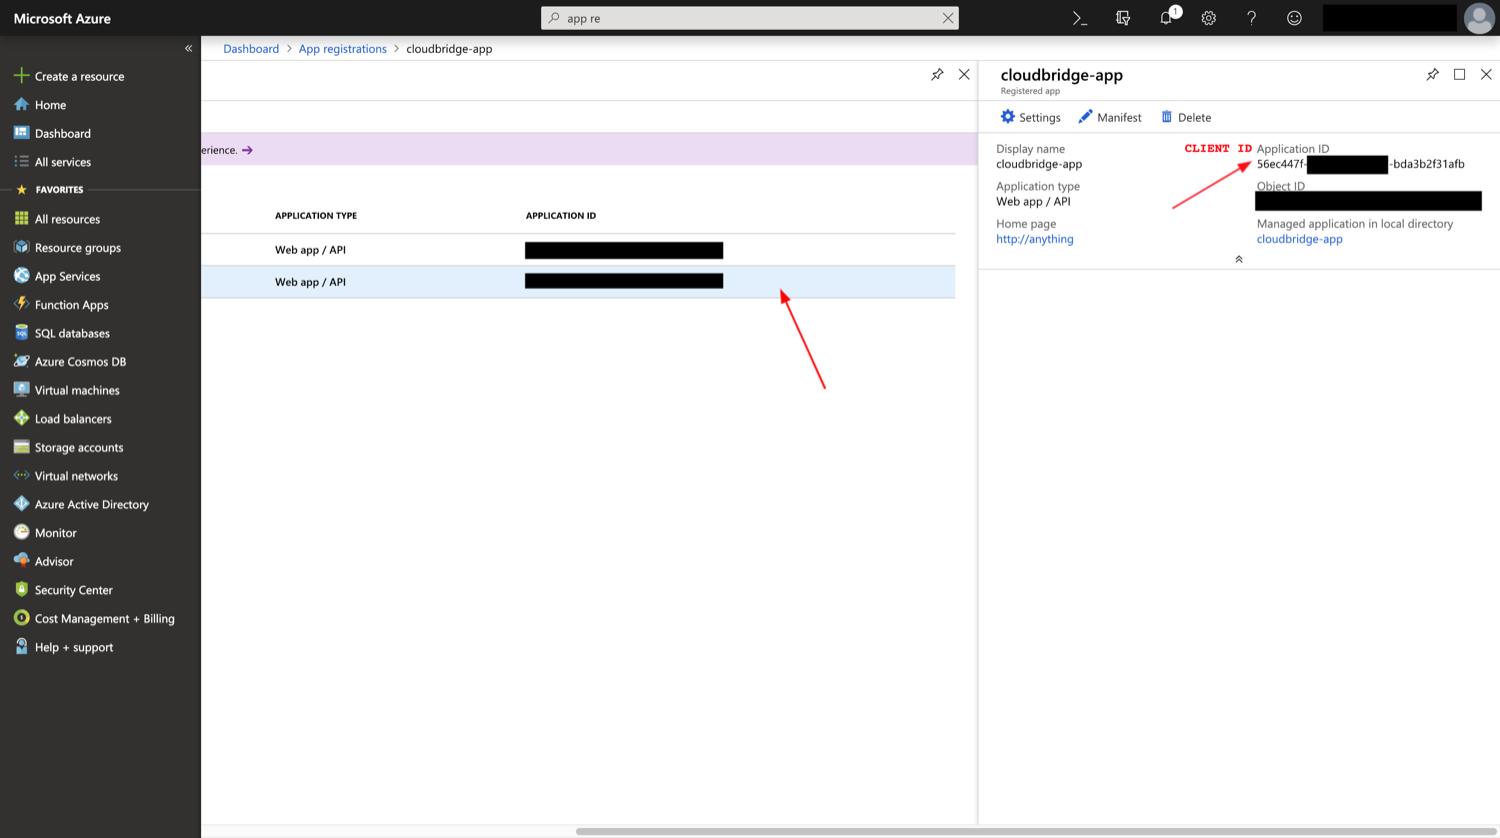 Microsoft Azure
app re
1
Dashboard > App registrations > cloudbridge-app
Create a resource
Home
Dashboard
All services
FAVORITES
All resources
Resource groups
App Services
Function Apps
SQL databases
Azure Cosmos DB
Virtual machines
Load balancers
Storage accounts
Virtual networks
Azure Active Directory
Monitor
Advisor
Security Center
Cost Management + Billing
Help + support
erience.
APPLICATION TYPE APPLICATION ID
Web app / API
Web app / API
cloudbridge-app
Registered app
Settings Manifest Delete
Display name
cloudbridge-app
Application type
Web app / API
Home page
http://anything
CLIENT ID Application ID
56ec447f- -bda3b2f31afb
Object ID
Managed application in local directory
cloudbridge-app